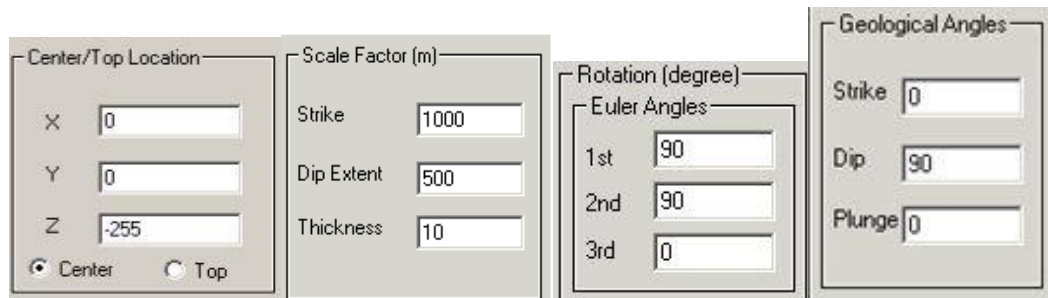 Center/Top Location
X 0
Y 0
Z -255
Center Top
Scale Factor (m)
Strike 1000
Dip Extent 500
Thickness 10
Rotation (degree)
Euler Angles
1st 90
2nd 90
3rd 0
Geological Angles
Strike 0
Dip 90
Plunge 0